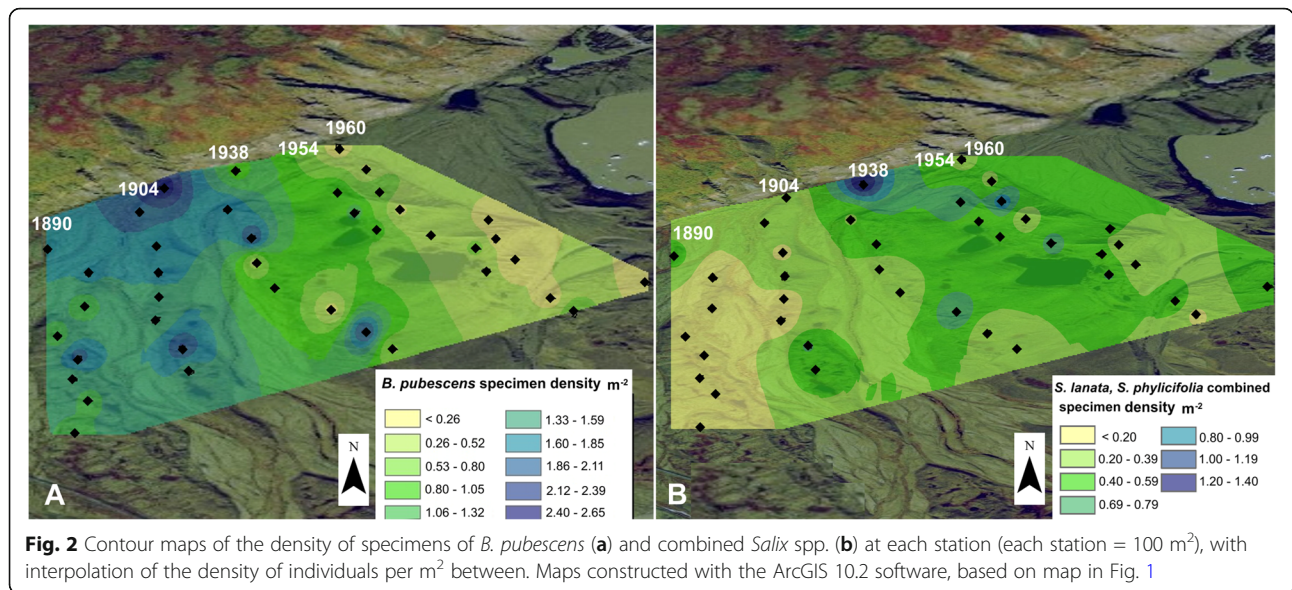 1890
1904
1938
1954
1960
B. pubescens specimen density m-2
< 0.26
0.26 - 0.52
0.53 - 0.80
0.80 - 1.05
1.06 - 1.32
1.33 - 1.59
1.60 - 1.85
1.86 - 2.11
2.12 - 2.39
2.40 - 2.65
N
A
1890
1904
1938
1954
1960
S. lanata, S. phylicifolia combined
specimen density m-2
< 0.20
0.20 - 0.39
0.40 - 0.59
0.69 - 0.79
0.80 - 0.99
1.00 - 1.19
1.20 - 1.40
N
B
Fig. 2 Contour maps of the density of specimens of B. pubescens (a) and combined Salix spp. (b) at each station (each station = 100 m2), with
interpolation of the density of individuals per m2 between. Maps constructed with the ArcGIS 10.2 software, based on map in Fig. 1